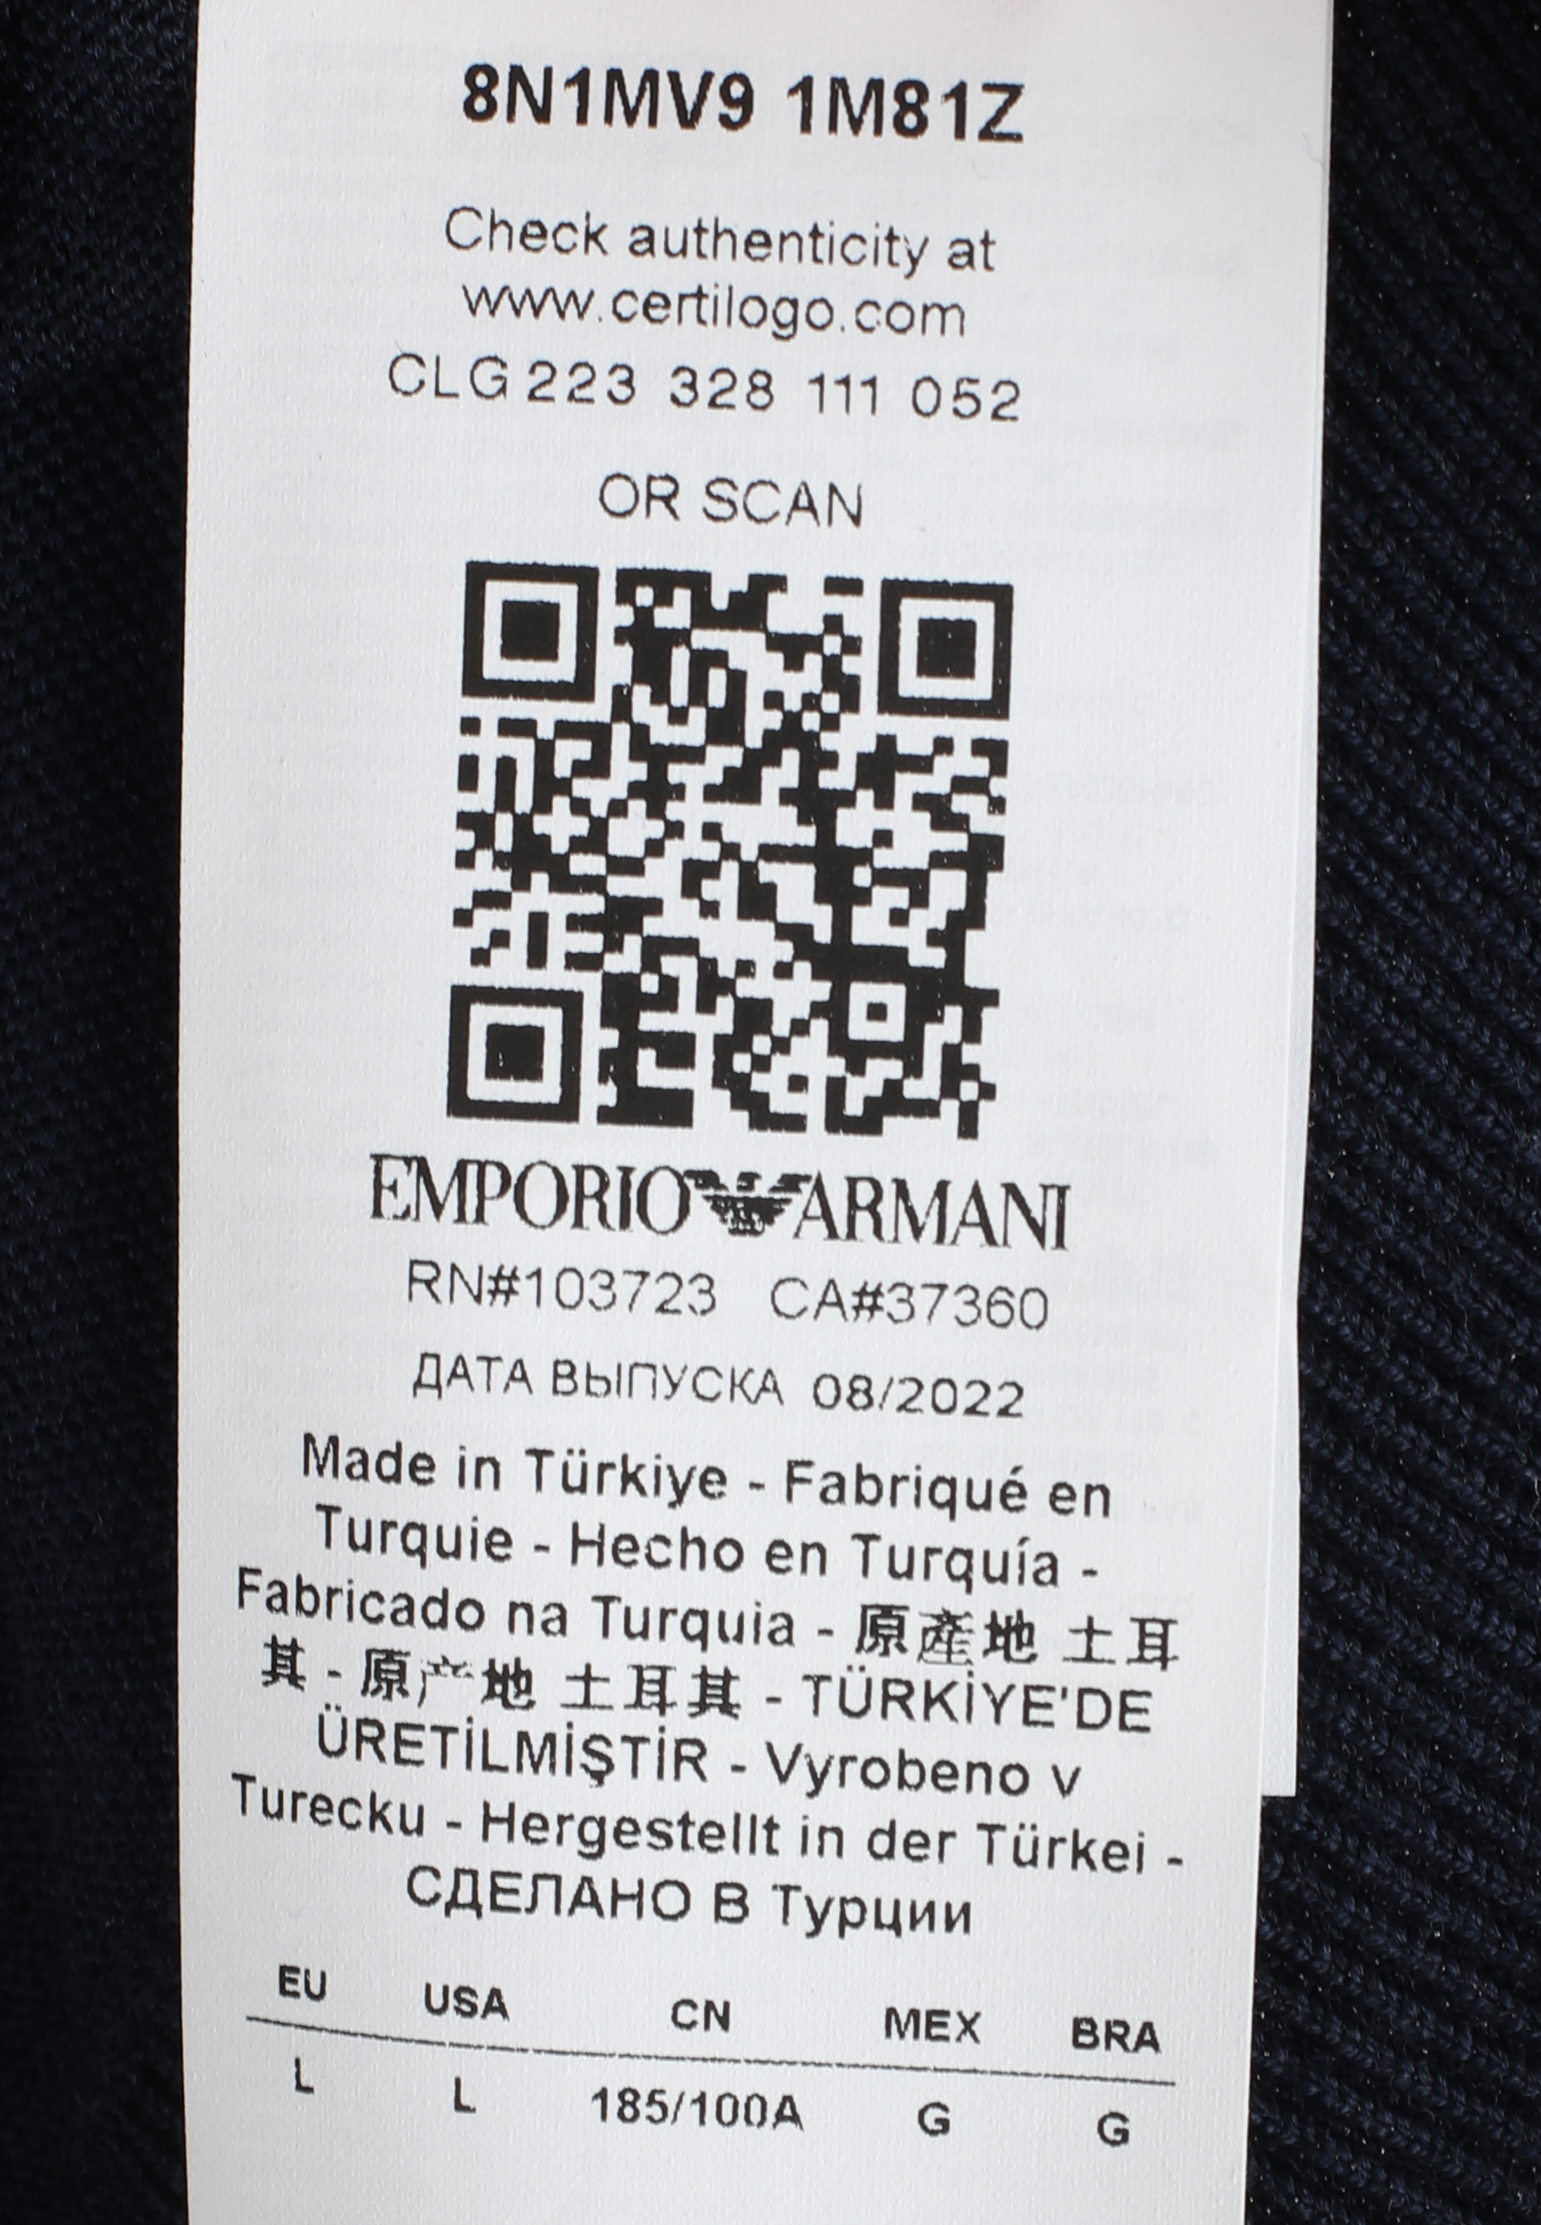 8N1MV9 1M81Z
Check authenticity at
www.certilogo.com
CLG 223 328 111 052
OR SCAN
EMPORIO ARMANI
RN#103723 CA#37360
ДАТА ВЫПУСКА 08/2022
Made in Türkiye - Fabriqué en
Turquie - Hecho en Turquía -
Fabricado na Turquia - 原產地 土耳
其 - 原产地 土耳其 - TÜRKİYE'DE
ÜRETİLMİŞTİR - Vyrobeno v
Turecku - Hergestellt in der Türkei -
СДЕЛАНО В Турции
EU USA CN MEX BRA
L L 185/100A G G